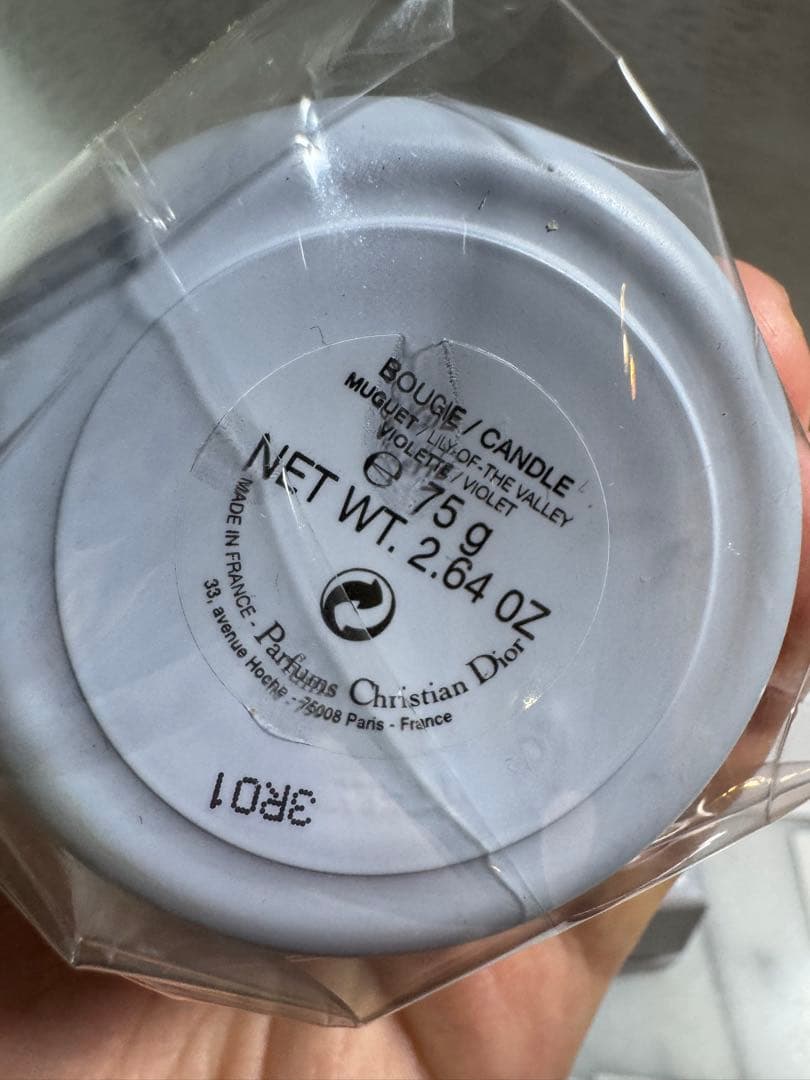 BOUGIE / CANDLE
MUGUET / LILY-OF-THE VALLEY
VIOLETTE / VIOLET
℮ 75 g
NET WT. 2.64 OZ
MADE IN FRANCE - Parfums Christian Dior
33, avenue Hoche - 75008 Paris - France
3R01